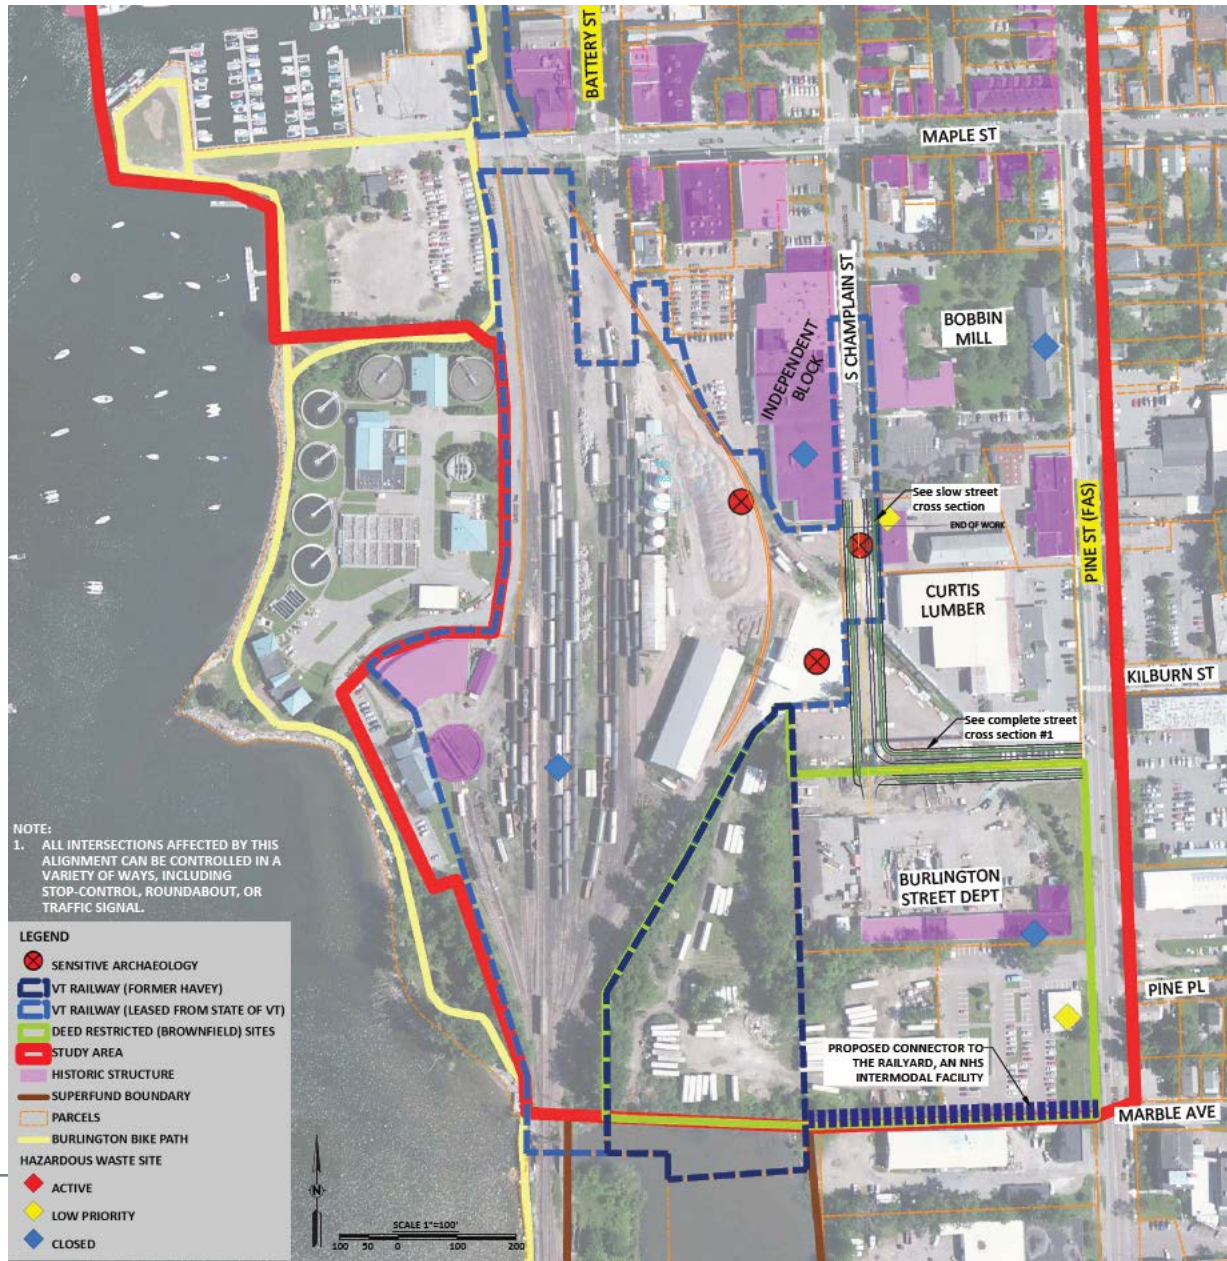 BATTERY ST
MAPLE ST
S CHAMPLAIN ST
INDEPENDENT
BLOCK
BOBBIN
MILL
See slow street
cross section
END OF WORK
PINE ST (FAS)
CURTIS
LUMBER
KILBURN ST
See complete street
cross section #1
BURLINGTON
STREET DEPT
PINE PL
PROPOSED CONNECTOR TO
THE RAILYARD, AN NHS
INTERMODAL FACILITY
MARBLE AVE
NOTE:
1. ALL INTERSECTIONS AFFECTED BY THIS
ALIGNMENT CAN BE CONTROLLED IN A
VARIETY OF WAYS, INCLUDING
STOP-CONTROL, ROUNDABOUT, OR
TRAFFIC SIGNAL.
LEGEND
SENSITIVE ARCHAEOLOGY
VT RAILWAY (FORMER HAVEY)
VT RAILWAY (LEASED FROM STATE OF VT)
DEED RESTRICTED (BROWNFIELD) SITES
STUDY AREA
HISTORIC STRUCTURE
SUPERFUND BOUNDARY
PARCELS
BURLINGTON BIKE PATH
HAZARDOUS WASTE SITE
ACTIVE
LOW PRIORITY
CLOSED
N
SCALE 1"=100'
100 50 0 100 200